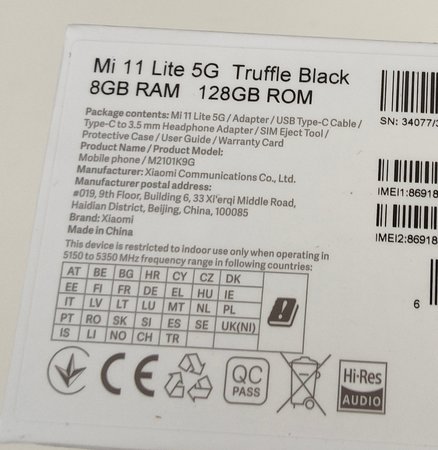 Mi 11 Lite 5G Truffle Black
8GB RAM 128GB ROM
Package contents: Mi 11 Lite 5G / Adapter / USB Type-C Cable /
Type-C to 3.5 mm Headphone Adapter / SIM Eject Tool /
Protective Case / User Guide / Warranty Card
Product Name / Product Model:
Mobile phone / M2101K9G
Manufacturer: Xiaomi Communications Co., Ltd.
Manufacturer postal address:
#019, 9th Floor, Building 6, 33 Xi'erqi Middle Road,
Haidian District, Beijing, China, 100085
Brand: Xiaomi
Made in China
This device is restricted to indoor use only when operating in
5150 to 5350 MHz frequency range in following countries:
AT BE BG HR CY CZ DK
EE FI FR DE EL HU IE
IT LV LT LU MT NL PL
PT RO SK SI ES SE UK(NI)
IS LI NO CH TR
SN: 34077/
IMEI1:86918
IMEI2:86918
6
CE
QC
PASS
Hi-Res
AUDIO